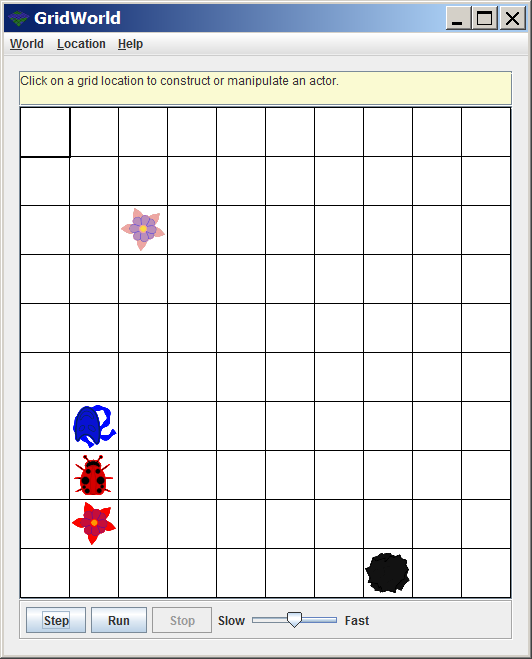 GridWorld
World Location Help
Click on a grid location to construct or manipulate an actor.
Step Run Stop Slow Fast